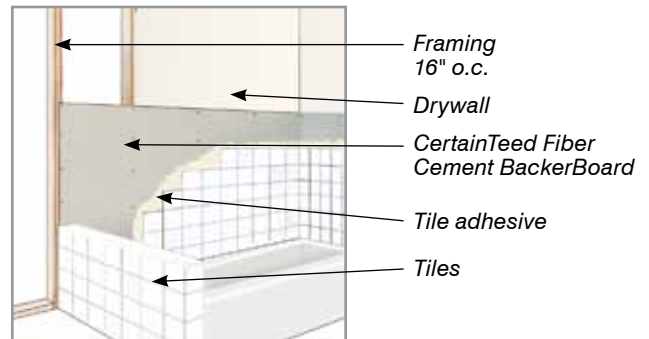 Framing
16" o.c.
Drywall
CertainTeed Fiber
Cement BackerBoard
Tile adhesive
Tiles